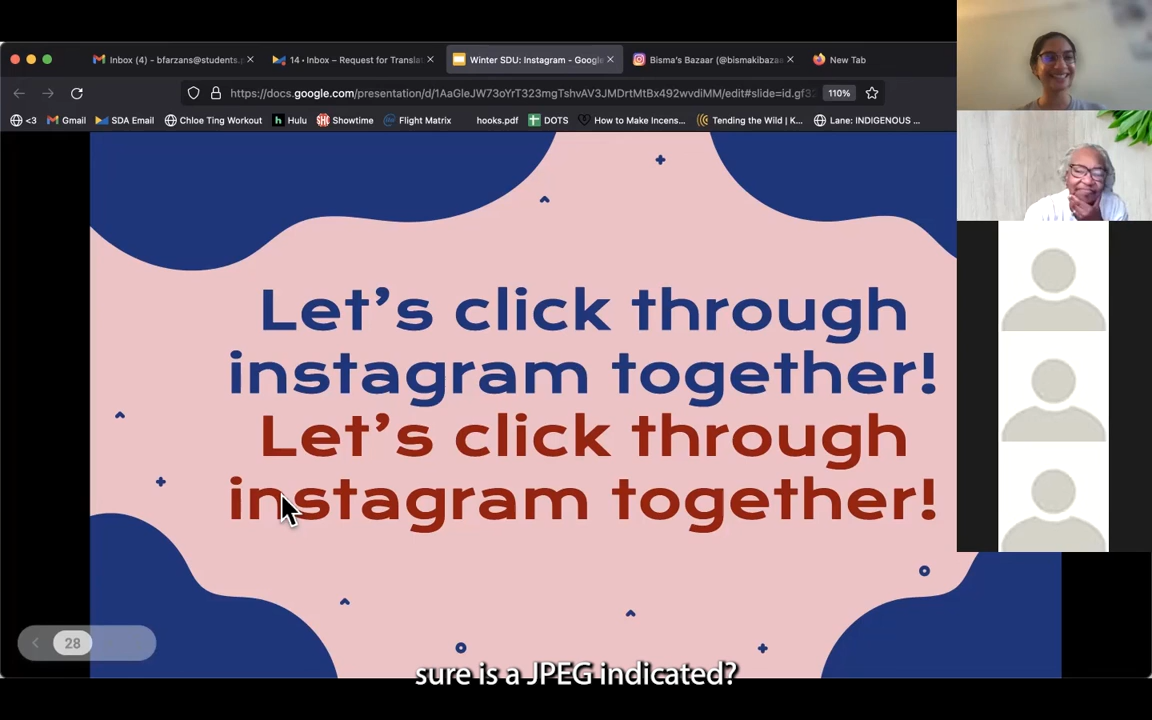 Inbox (4) - bfarzans@students.
14 · Inbox – Request for Transla
Winter SDU: Instagram - Google
Bisma's Bazaar (@bismakibazaa
New Tab
https://docs.google.com/presentation/d/1AaGleJW73oYrT323mgTshvAV3JMDrtMtBx492wvdiMM/edit#slide=id.gf3
110%
<3 Gmail SDA Email Chloe Ting Workout Hulu Showtime Flight Matrix hooks.pdf DOTS How to Make Incens... Tending the Wild | K... Lane: INDIGENOUS ...
Let's click through
instagram together!
Let's click through
instagram together!
28
sure is a JPEG indicated?